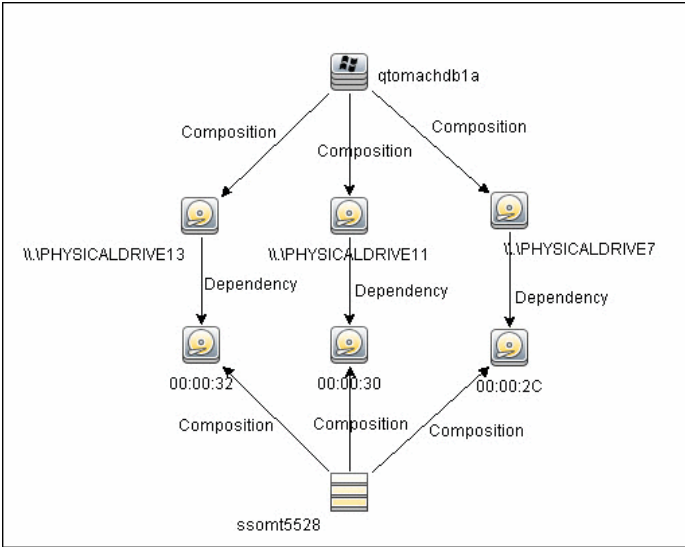 qtomachdb1a
Composition
Composition
Composition
\\.\PHYSICALDRIVE13
\\.\PHYSICALDRIVE11
\\.\PHYSICALDRIVE7
Dependency
Dependency
Dependency
00:00:32
00:00:30
00:00:2C
Composition
Composition
Composition
ssomt5528